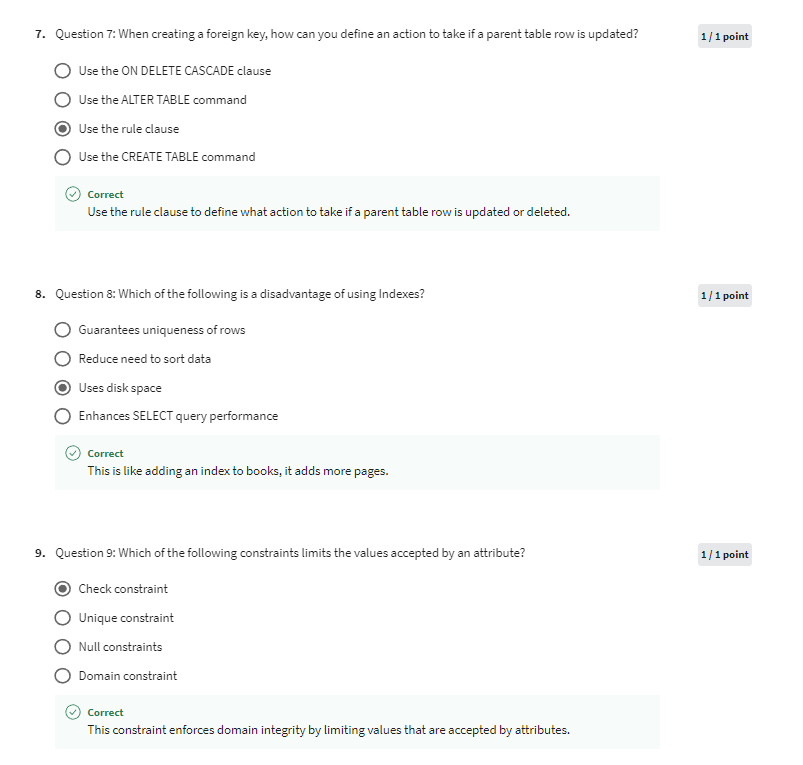 7. Question 7: When creating a foreign key, how can you define an action to take if a parent table row is updated?
1 / 1 point
Use the ON DELETE CASCADE clause
Use the ALTER TABLE command
Use the rule clause
Use the CREATE TABLE command
Correct
Use the rule clause to define what action to take if a parent table row is updated or deleted.
8. Question 8: Which of the following is a disadvantage of using Indexes?
1 / 1 point
Guarantees uniqueness of rows
Reduce need to sort data
Uses disk space
Enhances SELECT query performance
Correct
This is like adding an index to books, it adds more pages.
9. Question 9: Which of the following constraints limits the values accepted by an attribute?
1 / 1 point
Check constraint
Unique constraint
Null constraints
Domain constraint
Correct
This constraint enforces domain integrity by limiting values that are accepted by attributes.